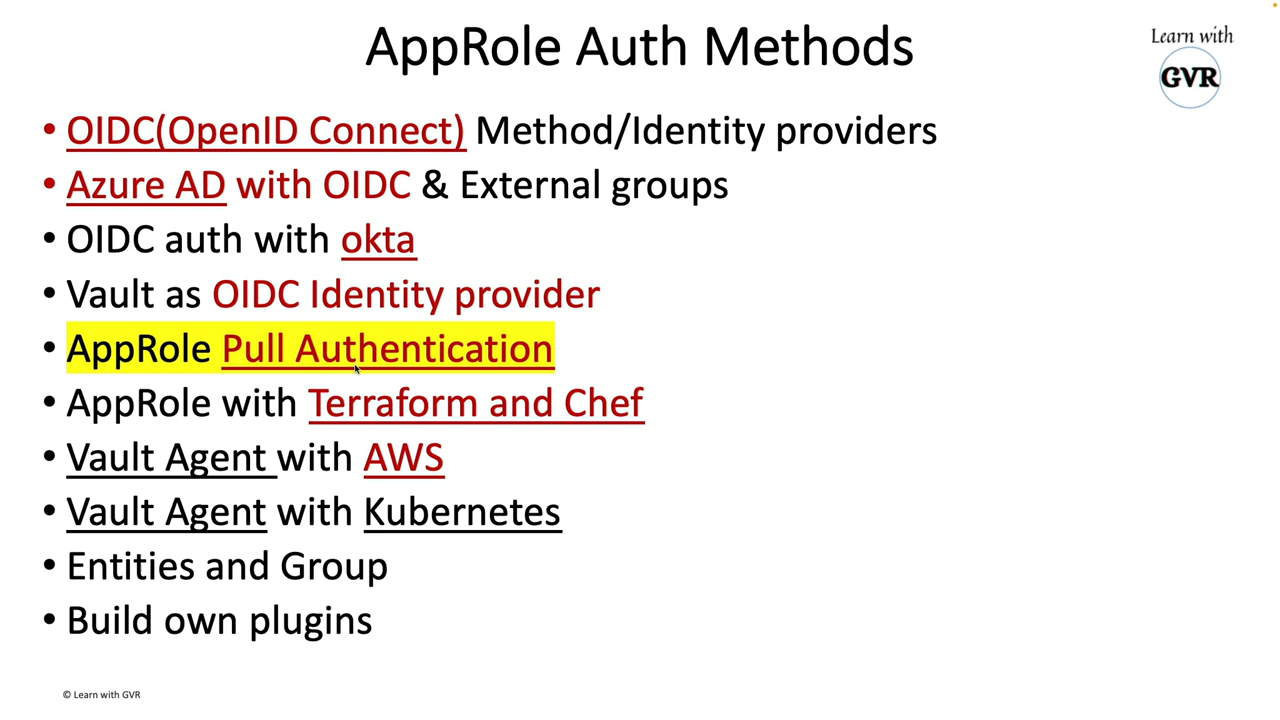 AppRole Auth Methods
Learn with
GVR
• OIDC(OpenID Connect) Method/Identity providers
• Azure AD with OIDC & External groups
• OIDC auth with okta
• Vault as OIDC Identity provider
• AppRole Pull Authentication
• AppRole with Terraform and Chef
• Vault Agent with AWS
• Vault Agent with Kubernetes
• Entities and Group
• Build own plugins
© Learn with GVR